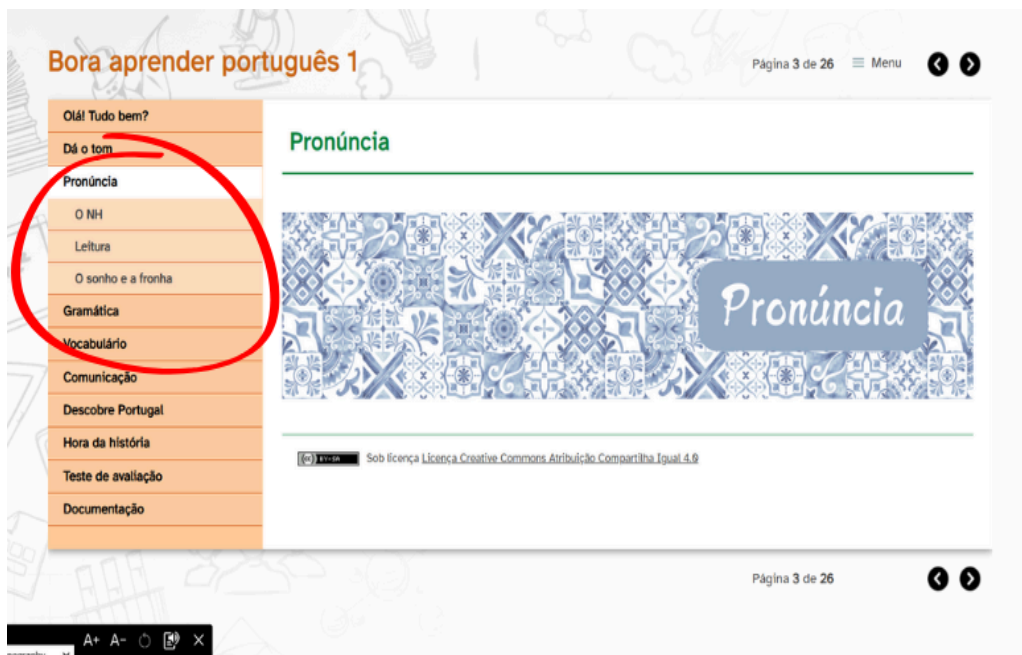 Bora aprender português 1
Página 3 de 26 Menu
Olá! Tudo bem?
Dá o tom
Pronúncia
O NH
Leitura
O sonho e a fronha
Gramática
Vocabulário
Comunicação
Descobre Portugal
Hora da história
Teste de avaliação
Documentação
Pronúncia
Pronúncia
BY-SA Sob licença Licença Creative Commons Atribuição Compartilha Igual 4.0
Página 3 de 26
A+ A-